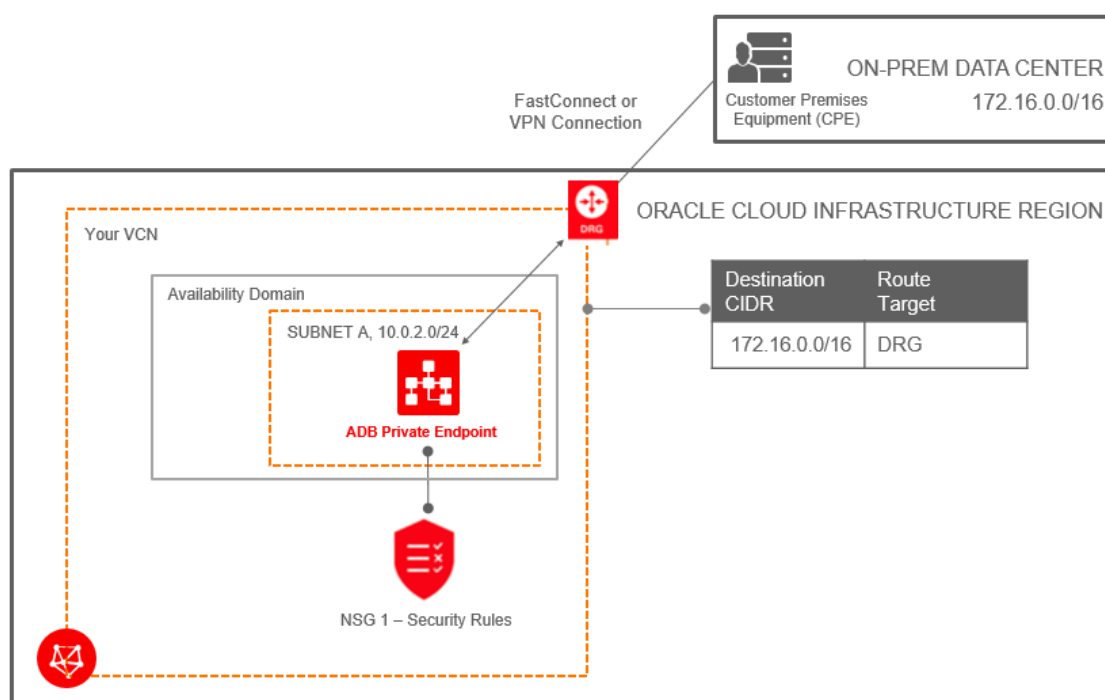 ON-PREM DATA CENTER
172.16.0.0/16
Customer Premises
Equipment (CPE)
FastConnect or
VPN Connection
DRG
ORACLE CLOUD INFRASTRUCTURE REGION
Your VCN
Availability Domain
SUBNET A, 10.0.2.0/24
ADB Private Endpoint
NSG 1 – Security Rules
Destination CIDR
Route Target
172.16.0.0/16
DRG